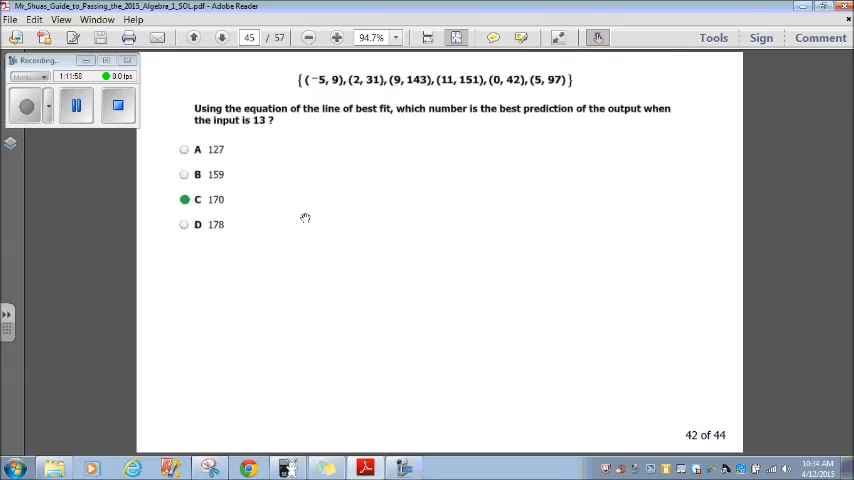 Mr_Shuas_Guide_to_Passing_the_2015_Algebra_1_SOL.pdf - Adobe Reader
File Edit View Window Help
45 / 57 94.7% Tools Sign Comment
Recording...
Menu 1:11:58 0.0 fps
{(⁻5, 9), (2, 31), (9, 143), (11, 151), (0, 42), (5, 97)}
Using the equation of the line of best fit, which number is the best prediction of the output when
the input is 13 ?
A 127
B 159
C 170
D 178
42 of 44
10:34 AM
4/12/2015